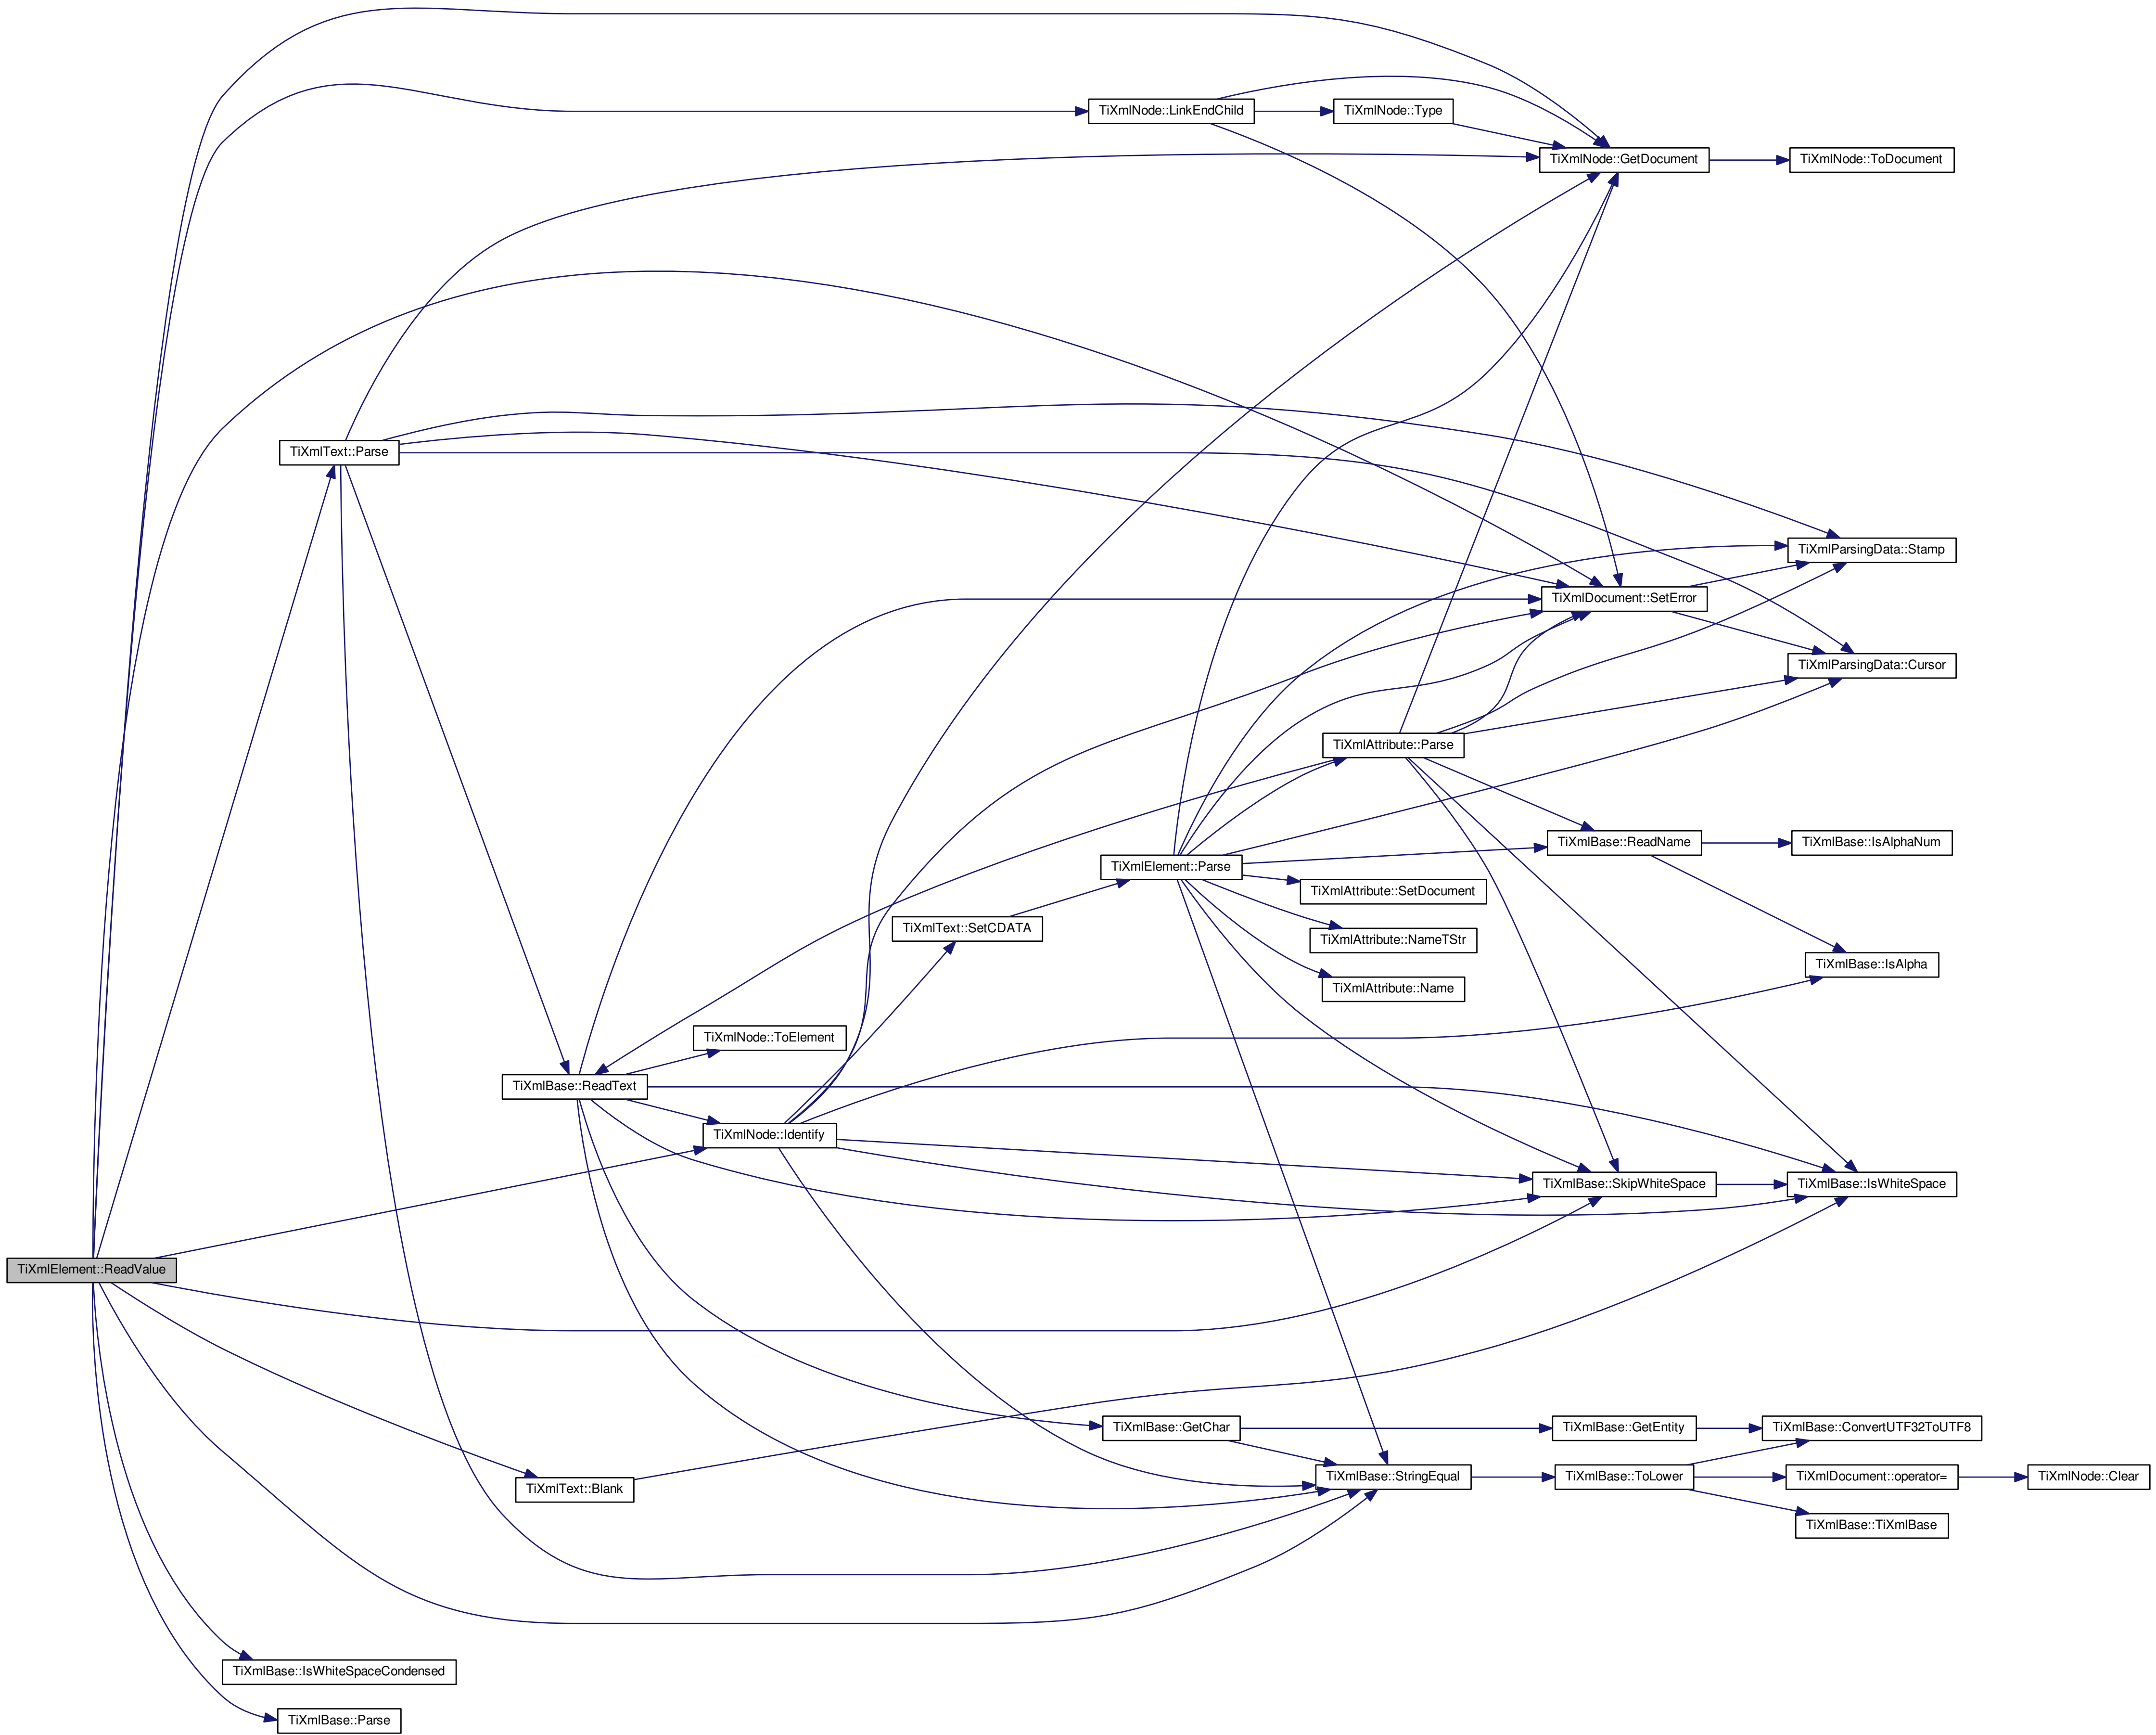 TiXmlNode::LinkEndChild
TiXmlNode::Type
TiXmlNode::GetDocument
TiXmlNode::ToDocument
TiXmlText::Parse
TiXmlParsingData::Stamp
TiXmlDocument::SetError
TiXmlParsingData::Cursor
TiXmlAttribute::Parse
TiXmlBase::ReadName
TiXmlBase::IsAlphaNum
TiXmlElement::Parse
TiXmlAttribute::SetDocument
TiXmlText::SetCDATA
TiXmlAttribute::NameTStr
TiXmlBase::IsAlpha
TiXmlAttribute::Name
TiXmlNode::ToElement
TiXmlBase::ReadText
TiXmlNode::Identify
TiXmlBase::SkipWhiteSpace
TiXmlBase::IsWhiteSpace
TiXmlElement::ReadValue
TiXmlBase::GetChar
TiXmlBase::GetEntity
TiXmlBase::ConvertUTF32ToUTF8
TiXmlText::Blank
TiXmlBase::StringEqual
TiXmlBase::ToLower
TiXmlDocument::operator=
TiXmlNode::Clear
TiXmlBase::TiXmlBase
TiXmlBase::IsWhiteSpaceCondensed
TiXmlBase::Parse